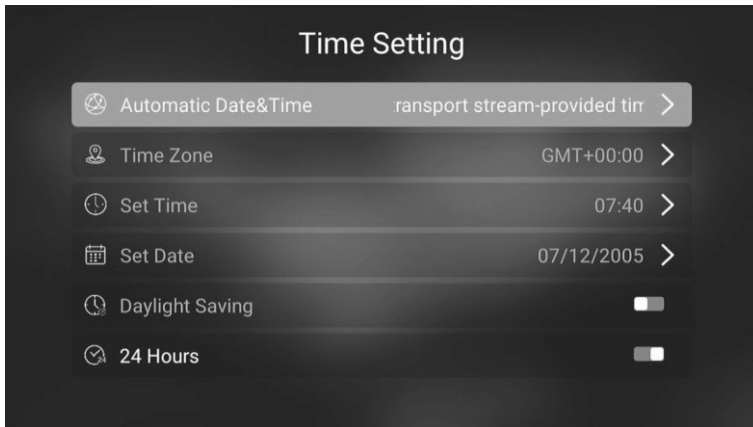 Time Setting
Automatic Date&Time ransport stream-provided tim
Time Zone GMT+00:00
Set Time 07:40
Set Date 07/12/2005
Daylight Saving
24 Hours